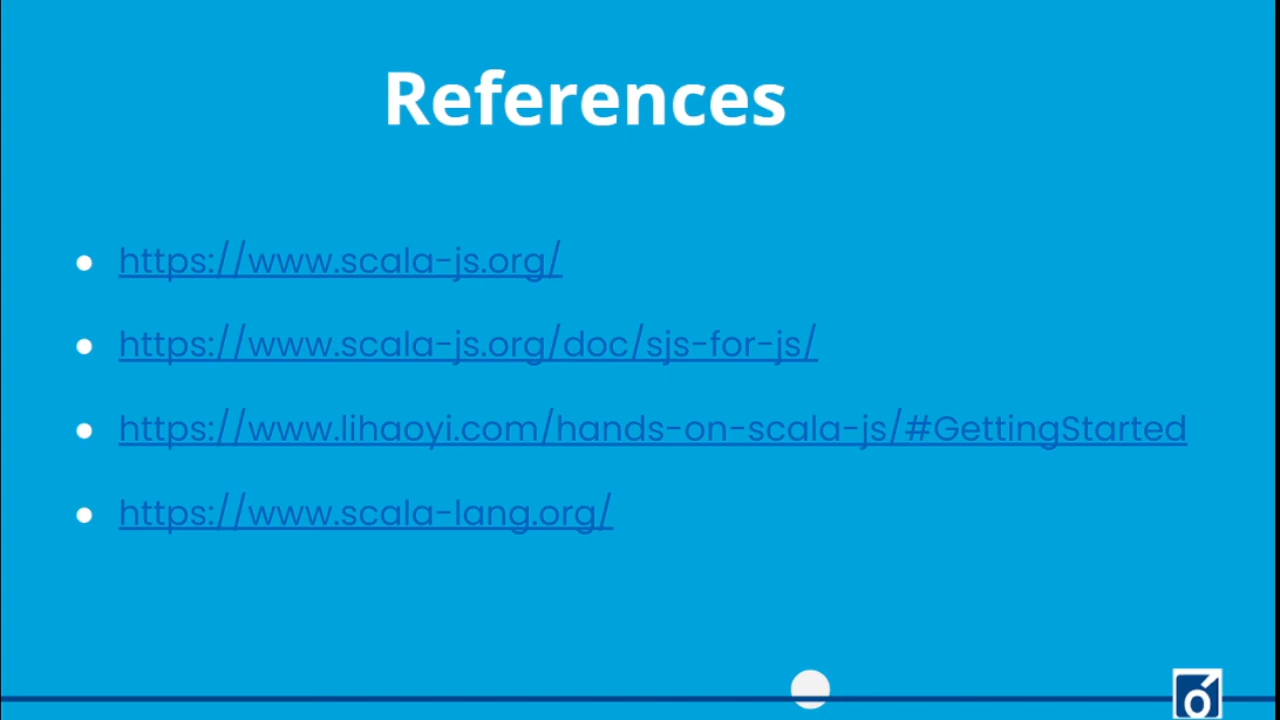 References
https://www.scala-js.org/
https://www.scala-js.org/doc/sjs-for-js/
https://www.lihaoyi.com/hands-on-scala-js/#GettingStarted
https://www.scala-lang.org/